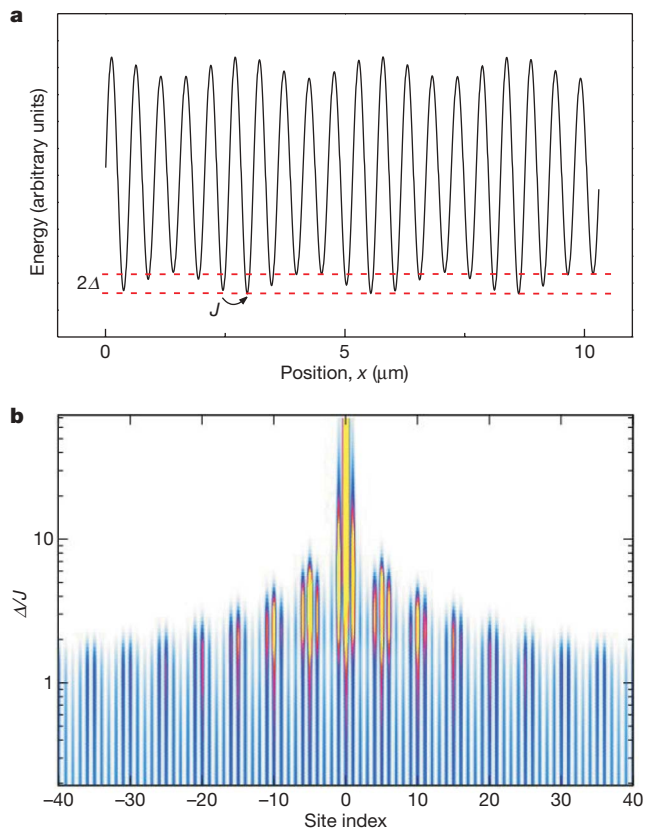 a
Energy (arbitrary units)
2Δ
J
0
5
10
Position, x (μm)
b
Δ/J
10
1
–40
–30
–20
–10
0
10
20
30
40
Site index